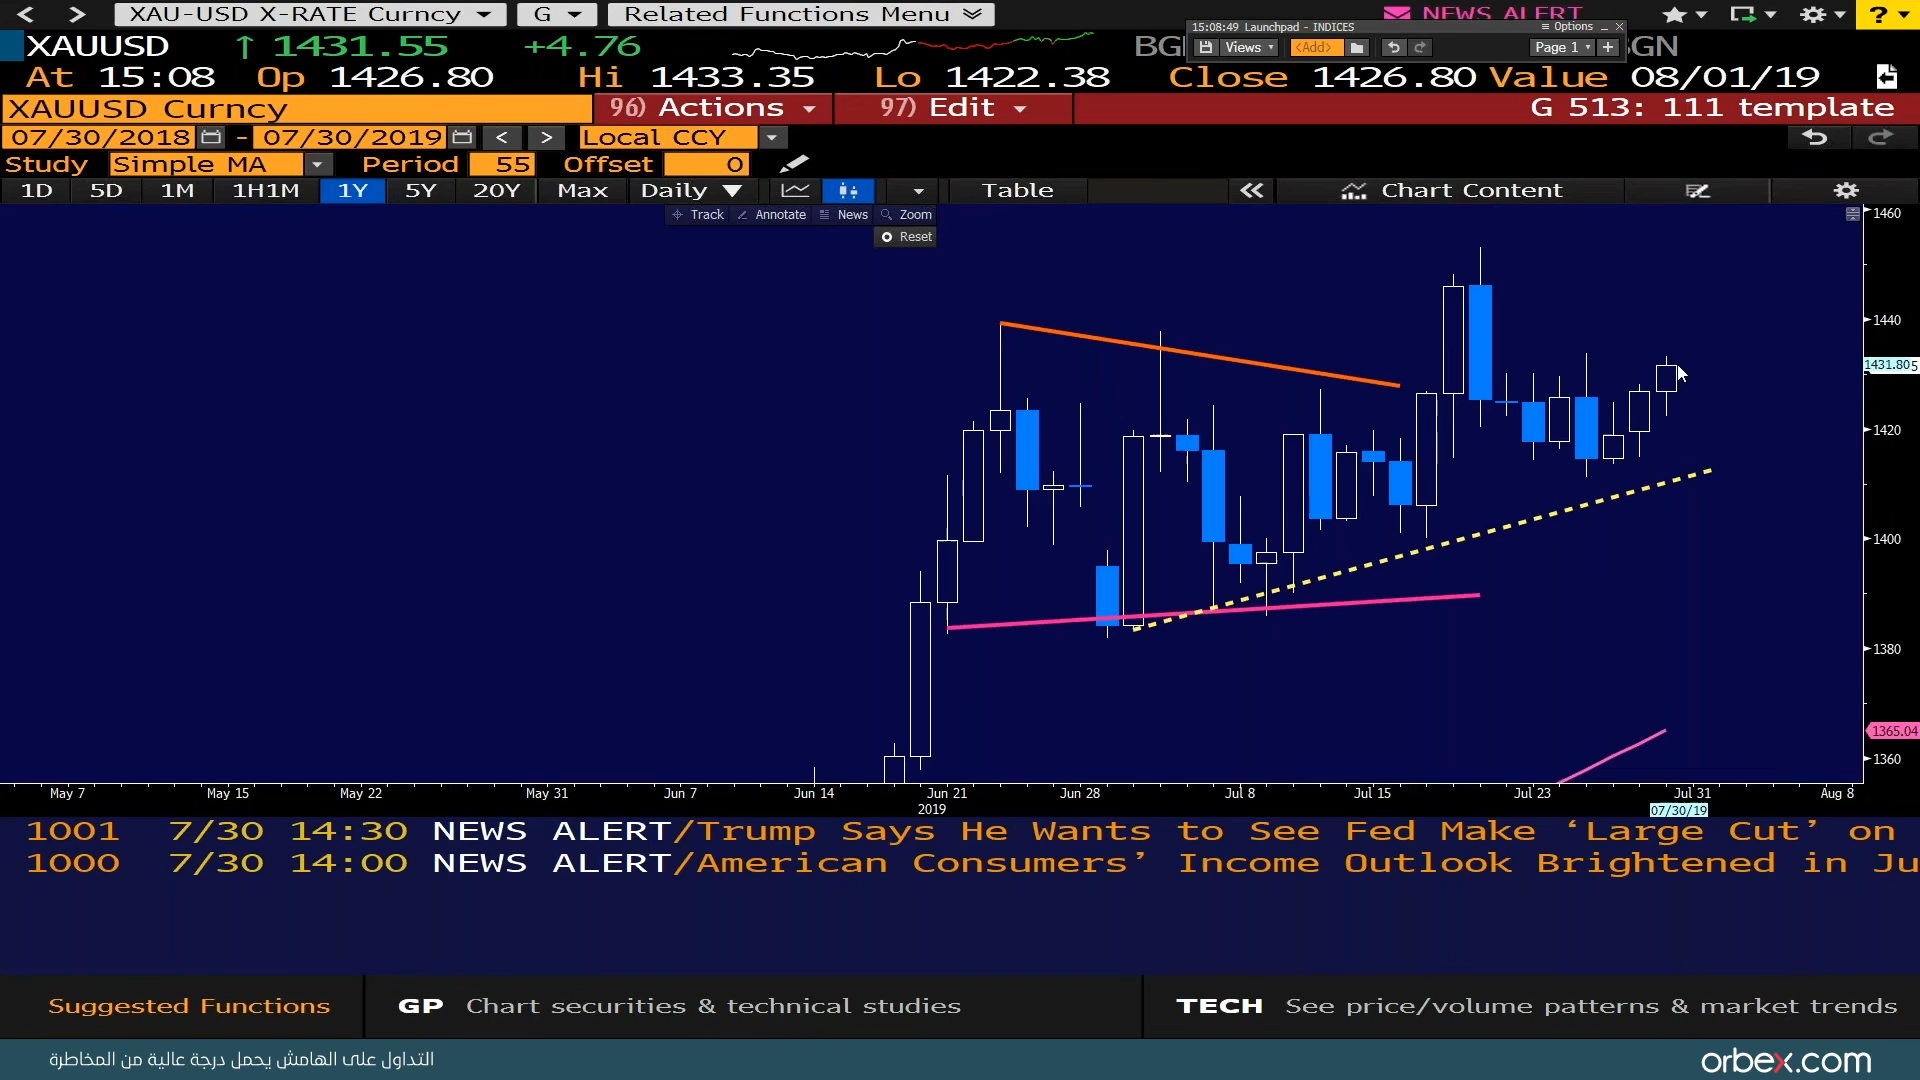 XAU-USD X-RATE Curncy G Related Functions Menu NEWS ALERT ?
15:08:49 Launchpad - INDICES Options
Views <Add> Page 1 +
XAUUSD ↑ 1431.55 +4.76 GN
At 15:08 Op 1426.80 Hi 1433.35 Lo 1422.38 Close 1426.80 Value 08/01/19
XAUUSD Curncy 96) Actions 97) Edit G 513: 111 template
07/30/2018 - 07/30/2019 < > Local CCY
Study Simple MA Period 55 Offset 0
1D 5D 1M 1H1M 1Y 5Y 20Y Max Daily ▼ Table « Chart Content
Track Annotate News Zoom
Reset
1460
1440
1431.805
1420
1400
1380
1365.04
1360
May 7 May 15 May 22 May 31 Jun 7 Jun 14 Jun 21 Jun 28 Jul 8 Jul 15 Jul 23 Jul 31 Aug 8
2019 07/30/19
1001 7/30 14:30 NEWS ALERT/Trump Says He Wants to See Fed Make ‘Large Cut’ on
1000 7/30 14:00 NEWS ALERT/American Consumers’ Income Outlook Brightened in Ju
Suggested Functions GP Chart securities & technical studies TECH See price/volume patterns & market trends
التداول على الهامش يحمل درجة عالية من المخاطرة
orbex.com